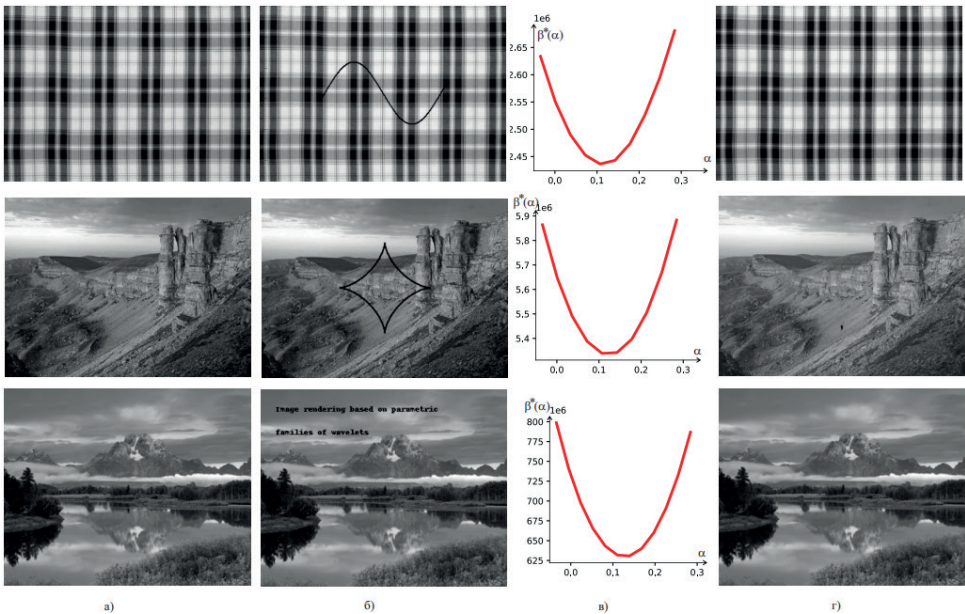 1e6
β*(α)
2.65
2.60
2.55
2.50
2.45
α
0.0 0.1 0.2 0.3
β*(α)
1e6
5.9
5.8
5.7
5.6
5.5
5.4
α
0.0 0.1 0.2 0.3
Image rendering based on parametric
families of wavelets
β*(α)
1e6
800
775
750
725
700
675
650
625
α
0.0 0.1 0.2 0.3
а) б) в) г)